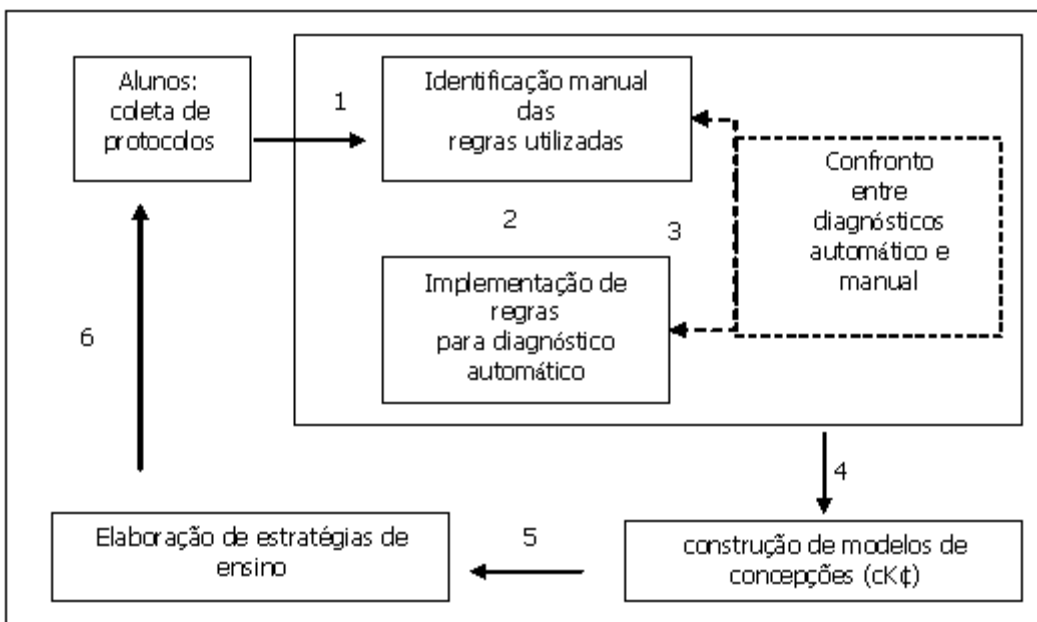 Alunos:
coleta de
protocolos
1
Identificação manual
das
regras utilizadas
2
3
Confronto
entre
diagnósticos
automático e
manual
Implementação de
regras
para diagnóstico
automático
4
construção de modelos de
concepções (cK¢)
5
Elaboração de estratégias de
ensino
6